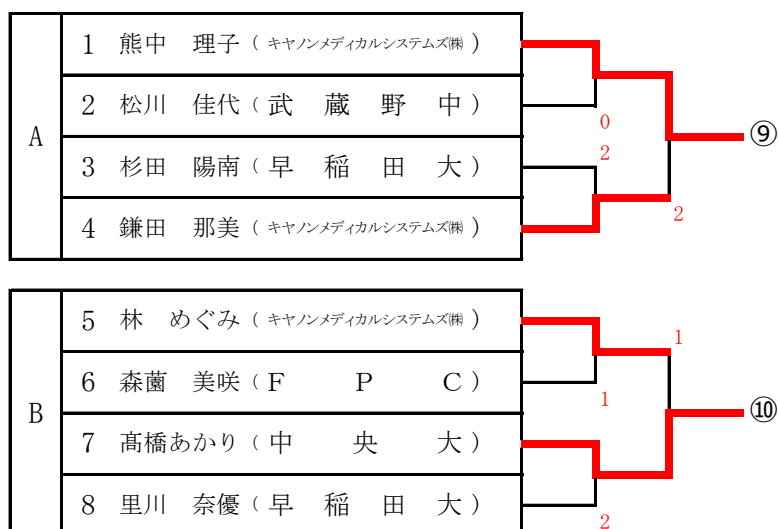 1 熊中 理子 ( キヤノンメディカルシステムズ㈱ )
2 松川 佳代 ( 武 蔵 野 中 )
0
A
⑨
2
3 杉田 陽南 ( 早 稲 田 大 )
2
4 鎌田 那美 ( キヤノンメディカルシステムズ㈱ )
5 林 めぐみ ( キヤノンメディカルシステムズ㈱ )
1
6 森薗 美咲 ( F P C )
1
B
⑩
7 髙橋あかり ( 中 央 大 )
8 里川 奈優 ( 早 稲 田 大 )
2